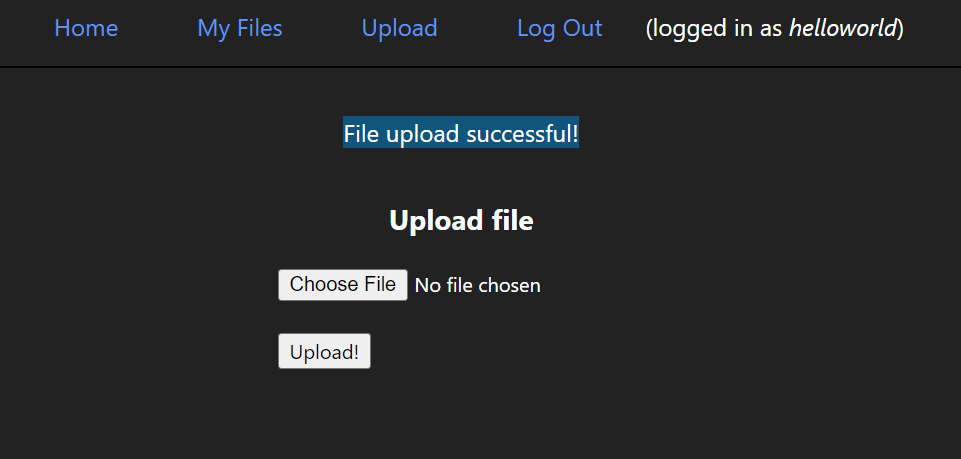 Home My Files Upload Log Out (logged in as helloworld)
File upload successful!
Upload file
Choose File No file chosen
Upload!